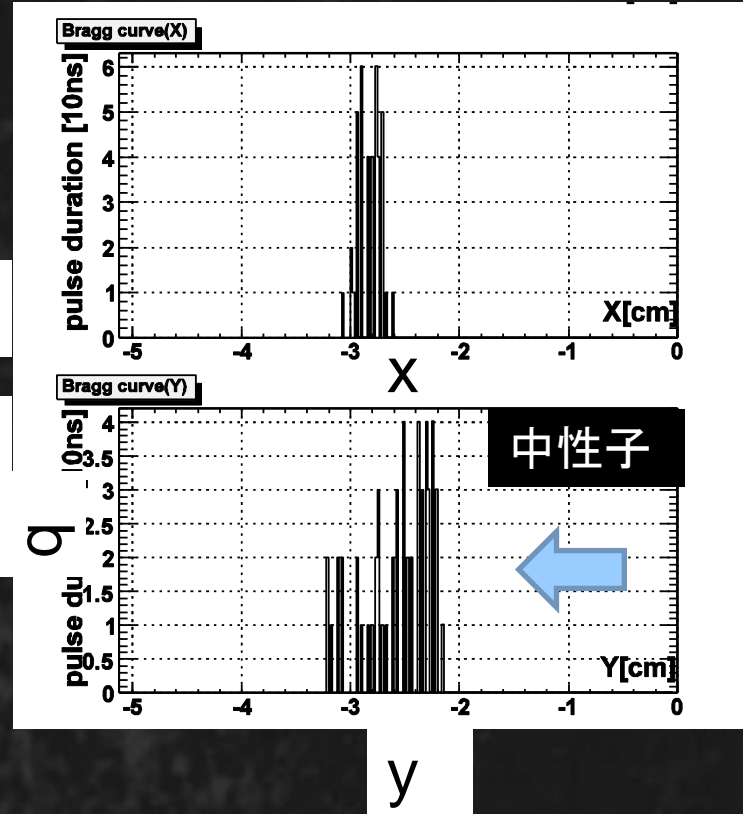 Bragg curve(X)
pulse duration [10ns]
6
5
4
3
2
1
0
-5 -4 -3 -2 -1 0
X[cm]
x
Bragg curve(Y)
pulse du
0ns]
4
3.5
3
2.5
2
1.5
1
0.5
0
-5 -4 -3 -2 -1 0
Y[cm]
中性子
q
y